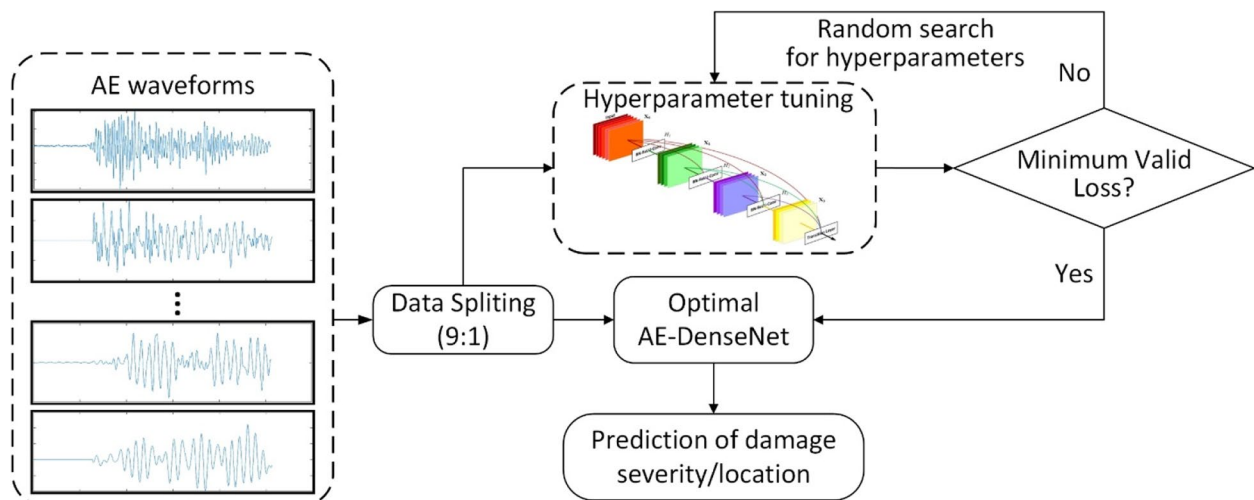 AE waveforms
Random search
for hyperparameters
No
Hyperparameter tuning
Input
Minimum Valid
Loss?
Yes
Data Spliting
(9:1)
Optimal
AE-DenseNet
Prediction of damage
severity/location